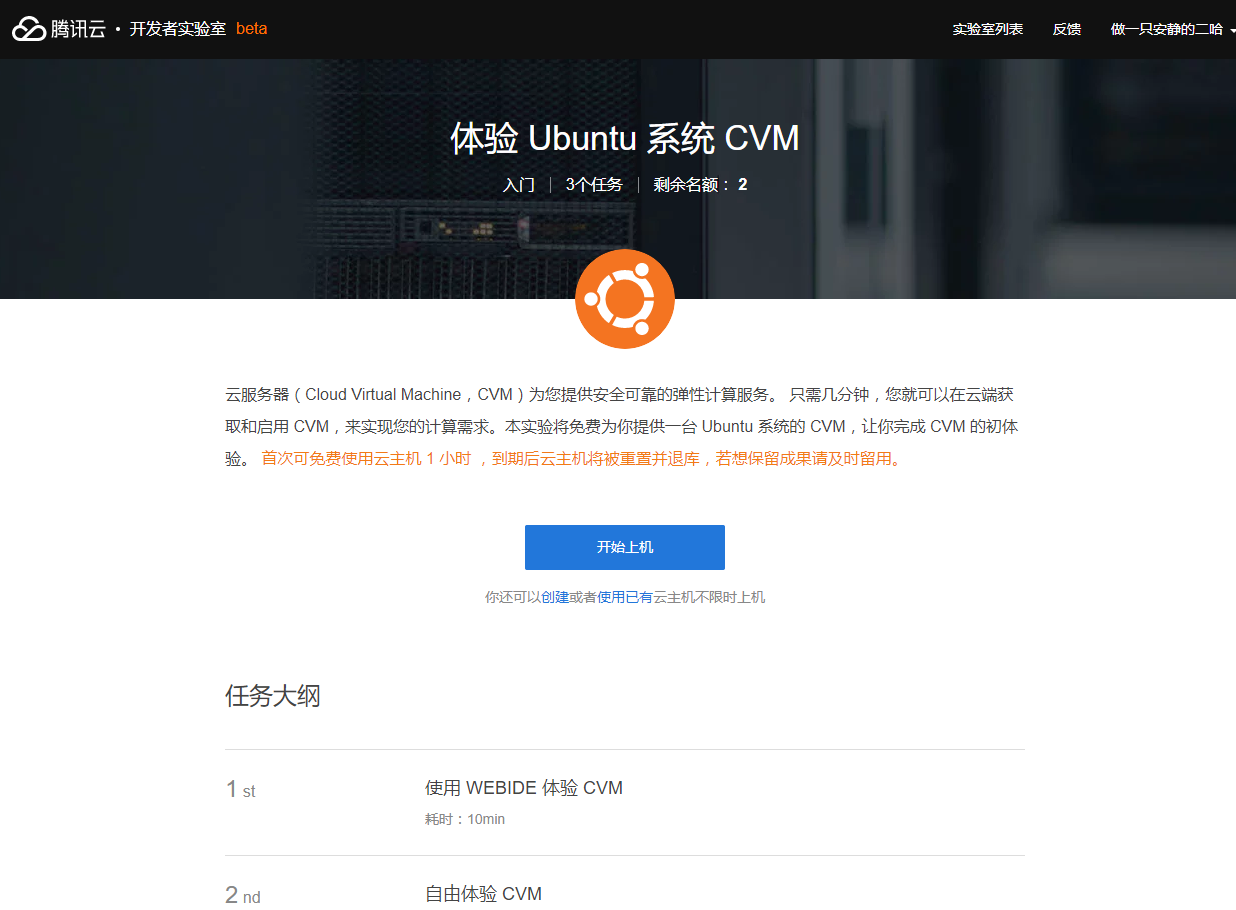 腾讯云 · 开发者实验室 beta 实验室列表 反馈 做一只安静的二哈
体验 Ubuntu 系统 CVM
入门 | 3个任务 | 剩余名额： 2
云服务器（Cloud Virtual Machine，CVM）为您提供安全可靠的弹性计算服务。 只需几分钟，您就可以在云端获
取和启用 CVM，来实现您的计算需求。本实验将免费为你提供一台 Ubuntu 系统的 CVM，让你完成 CVM 的初体
验。 首次可免费使用云主机 1 小时 ，到期后云主机将被重置并退库，若想保留成果请及时留用。
开始上机
你还可以创建或者使用已有云主机不限时上机
任务大纲
1 st 使用 WEBIDE 体验 CVM
耗时：10min
2 nd 自由体验 CVM